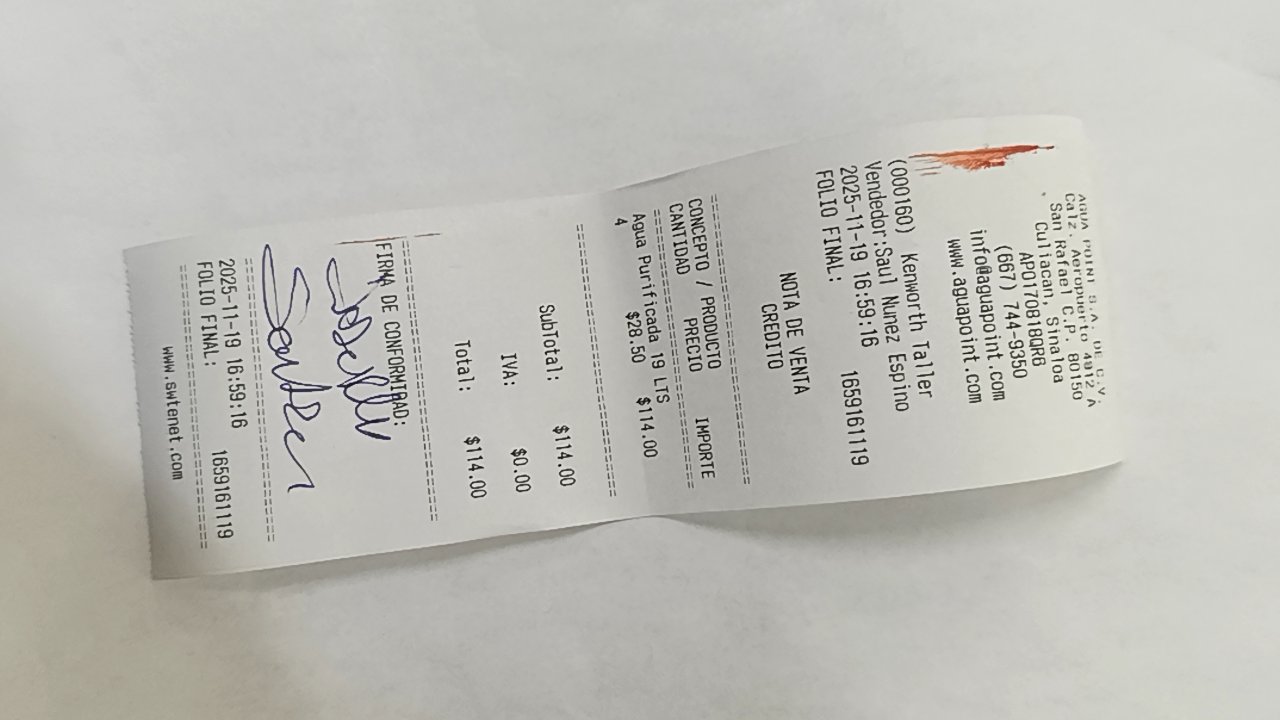 AGUA POINT S.A. DE C.V.
Calz. Aeropuerto 4912 A
San Rafael C.P. 80150
Culiacan, Sinaloa
APO170818QR6
(667) 744-9350
info@aguapoint.com
www.aguapoint.com
(000160) Kenworth Taller
Vendedor:Saul Nunez Espino
2025-11-19 16:59:16
FOLIO FINAL: 1659161119
NOTA DE VENTA
CREDITO
CONCEPTO / PRODUCTO
CANTIDAD PRECIO IMPORTE
Agua Purificada 19 LTS
4 $28.50 $114.00
SubTotal: $114.00
IVA: $0.00
Total: $114.00
FIRMA DE CONFORMIDAD:
2025-11-19 16:59:16
FOLIO FINAL: 1659161119
www.swtenet.com